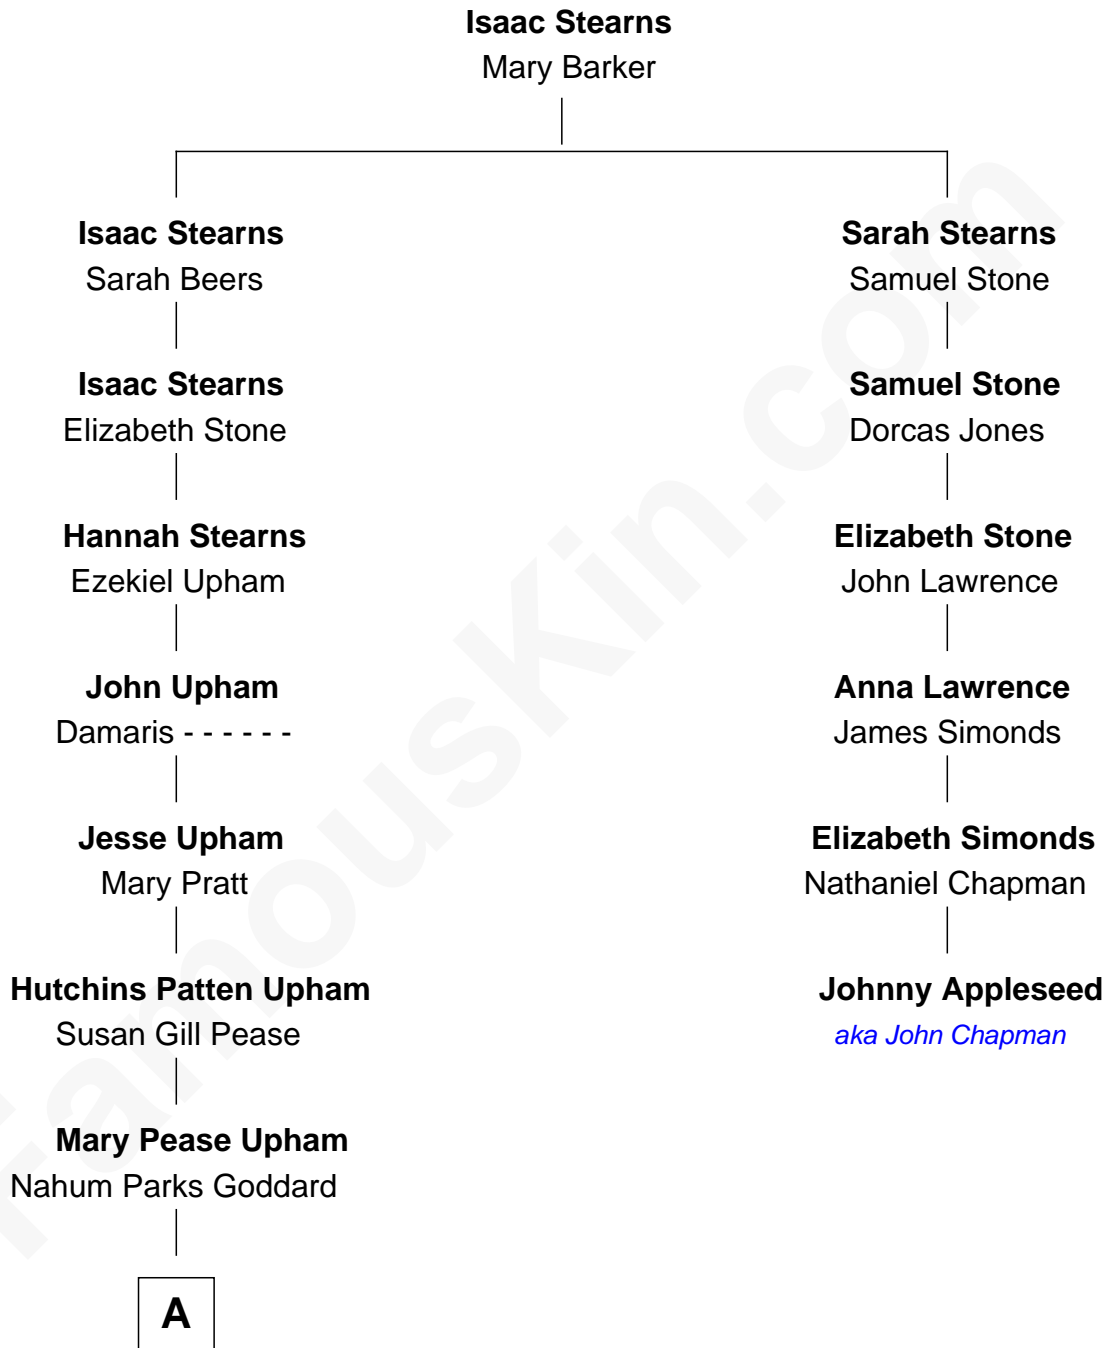 Isaac Stearns
Mary Barker
Isaac Stearns
Sarah Beers
Sarah Stearns
Samuel Stone
Isaac Stearns
Elizabeth Stone
Samuel Stone
Dorcas Jones
Hannah Stearns
Ezekiel Upham
Elizabeth Stone
John Lawrence
John Upham
Damaris - - - - - -
Anna Lawrence
James Simonds
Jesse Upham
Mary Pratt
Elizabeth Simonds
Nathaniel Chapman
Hutchins Patten Upham
Susan Gill Pease
Johnny Appleseed
aka John Chapman
Mary Pease Upham
Nahum Parks Goddard
A
FamousKin.com